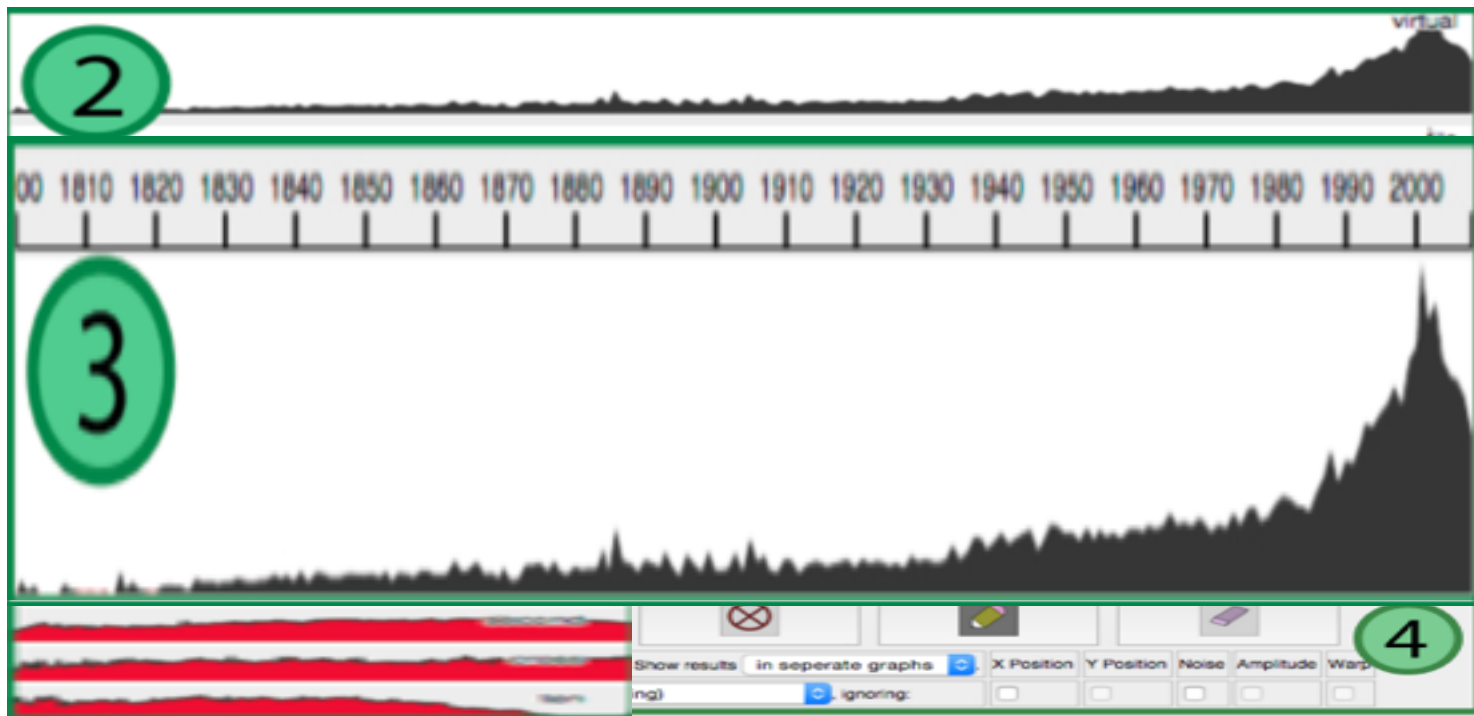 virtual
2
00 1810 1820 1830 1840 1850 1860 1870 1880 1890 1900 1910 1920 1930 1940 1950 1960 1970 1980 1990 2000
3
4
Show results in seperate graphs X Position Y Position Noise Amplitude Warp
ng) , ignoring: